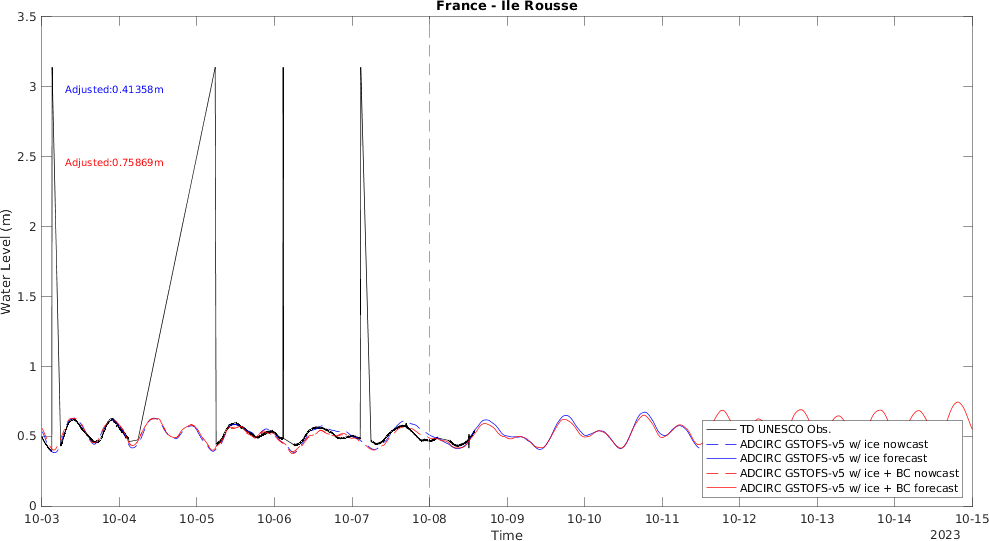 France - Ile Rousse
3.5
3
2.5
2
1.5
1
0.5
0
Water Level (m)
Adjusted:0.41358m
Adjusted:0.75869m
TD UNESCO Obs.
ADCIRC GSTOFS-v5 w/ ice nowcast
ADCIRC GSTOFS-v5 w/ ice forecast
ADCIRC GSTOFS-v5 w/ ice + BC nowcast
ADCIRC GSTOFS-v5 w/ ice + BC forecast
10-03 10-04 10-05 10-06 10-07 10-08 10-09 10-10 10-11 10-12 10-13 10-14 10-15
Time
2023